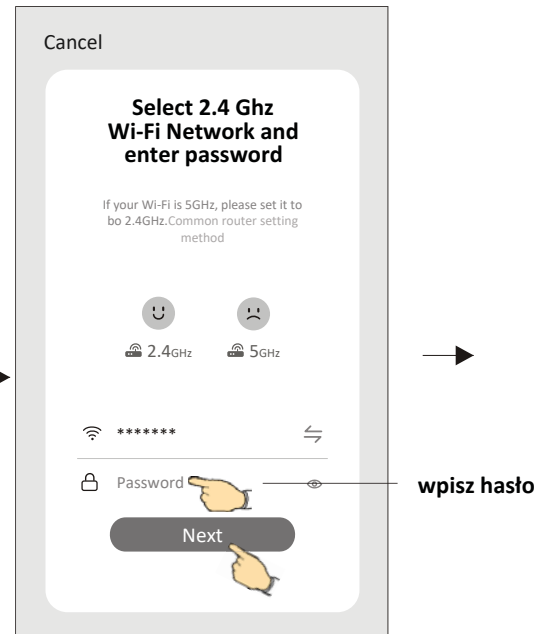 Cancel
Select 2.4 Ghz
Wi-Fi Network and
enter password
If your Wi-Fi is 5GHz, please set it to
bo 2.4GHz.Common router setting
method
2.4GHz 5GHz
*******
Password
wpisz hasło
Next